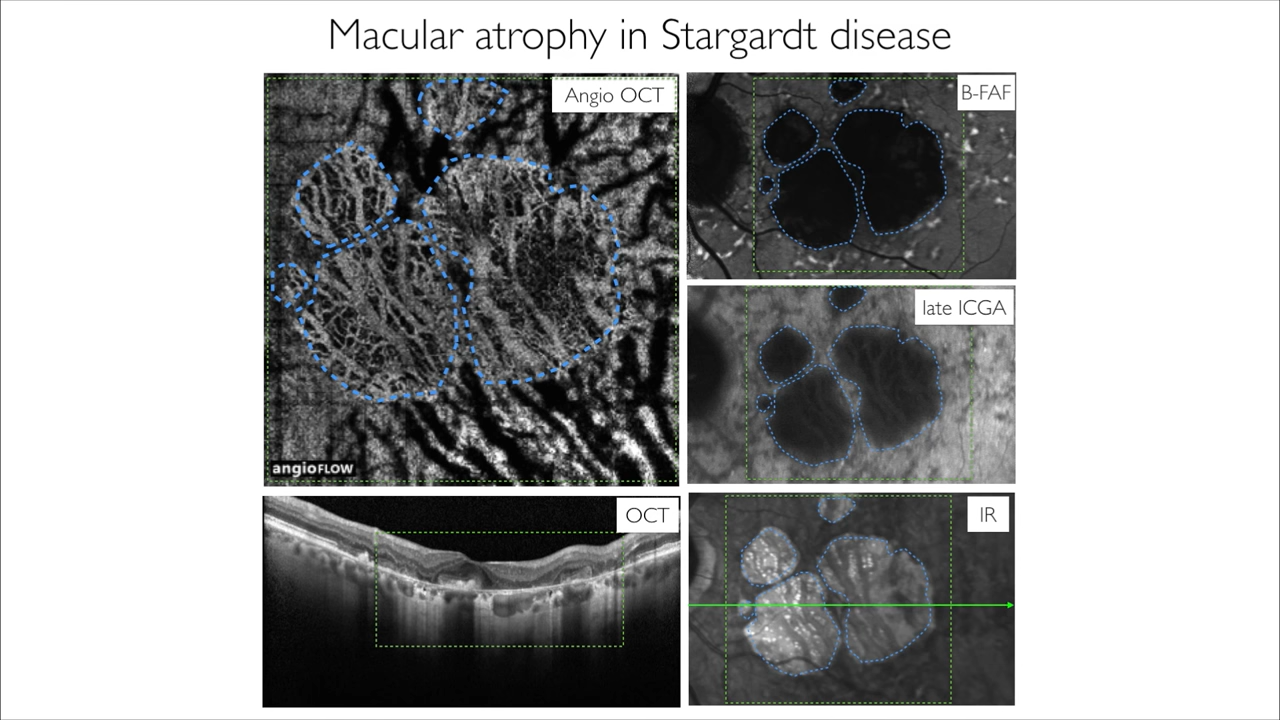 Macular atrophy in Stargardt disease
Angio OCT
B-FAF
late ICGA
angioFLOW
OCT
IR